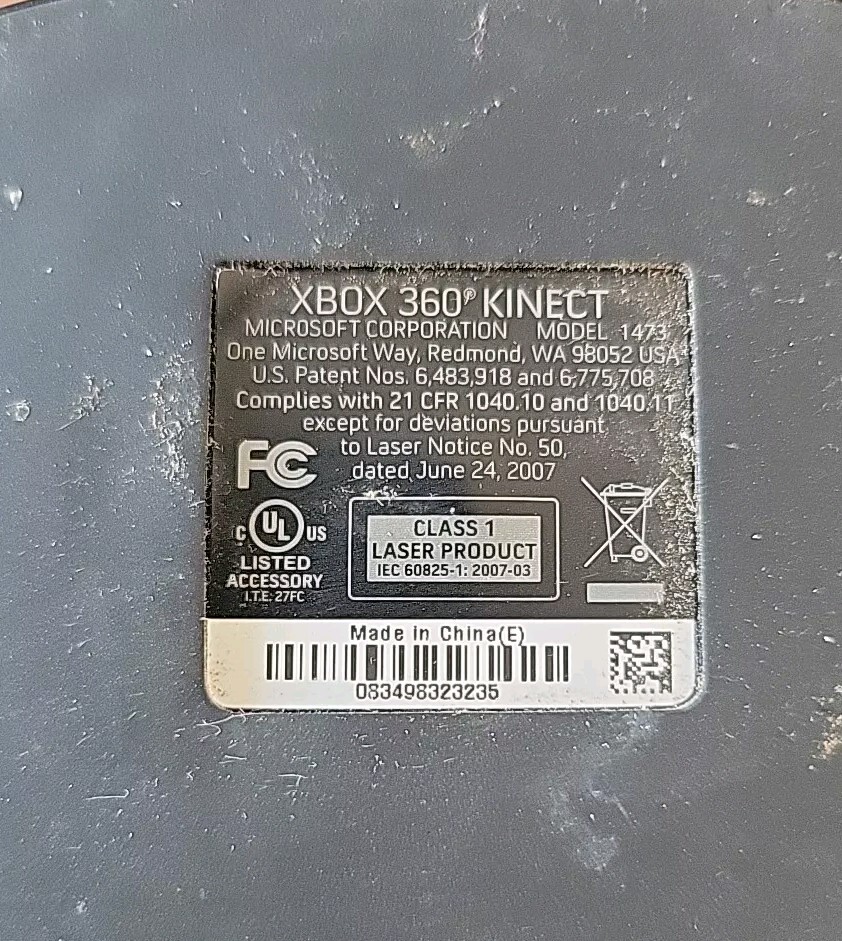 XBOX 360® KINECT
MICROSOFT CORPORATION MODEL 1473
One Microsoft Way, Redmond, WA 98052 USA
U.S. Patent Nos. 6,483,918 and 6,775,708
Complies with 21 CFR 1040.10 and 1040.11
except for deviations pursuant
to Laser Notice No. 50,
dated June 24, 2007
FC
C UL US
LISTED
ACCESSORY
I.T.E. 27FC
CLASS 1
LASER PRODUCT
IEC 60825-1: 2007-03
Made in China(E)
083498323235